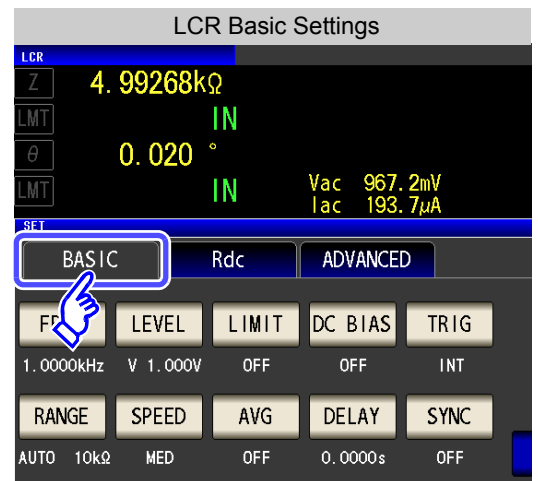 LCR Basic Settings
LCR
Z 4.99268kΩ
LMT IN
θ 0.020 °
LMT IN Vac 967.2mV
Iac 193.7μA
SET
BASIC Rdc ADVANCED
LEVEL LIMIT DC BIAS TRIG
1.0000kHz V 1.000V OFF OFF INT
RANGE SPEED AVG DELAY SYNC
AUTO 10kΩ MED OFF 0.0000s OFF